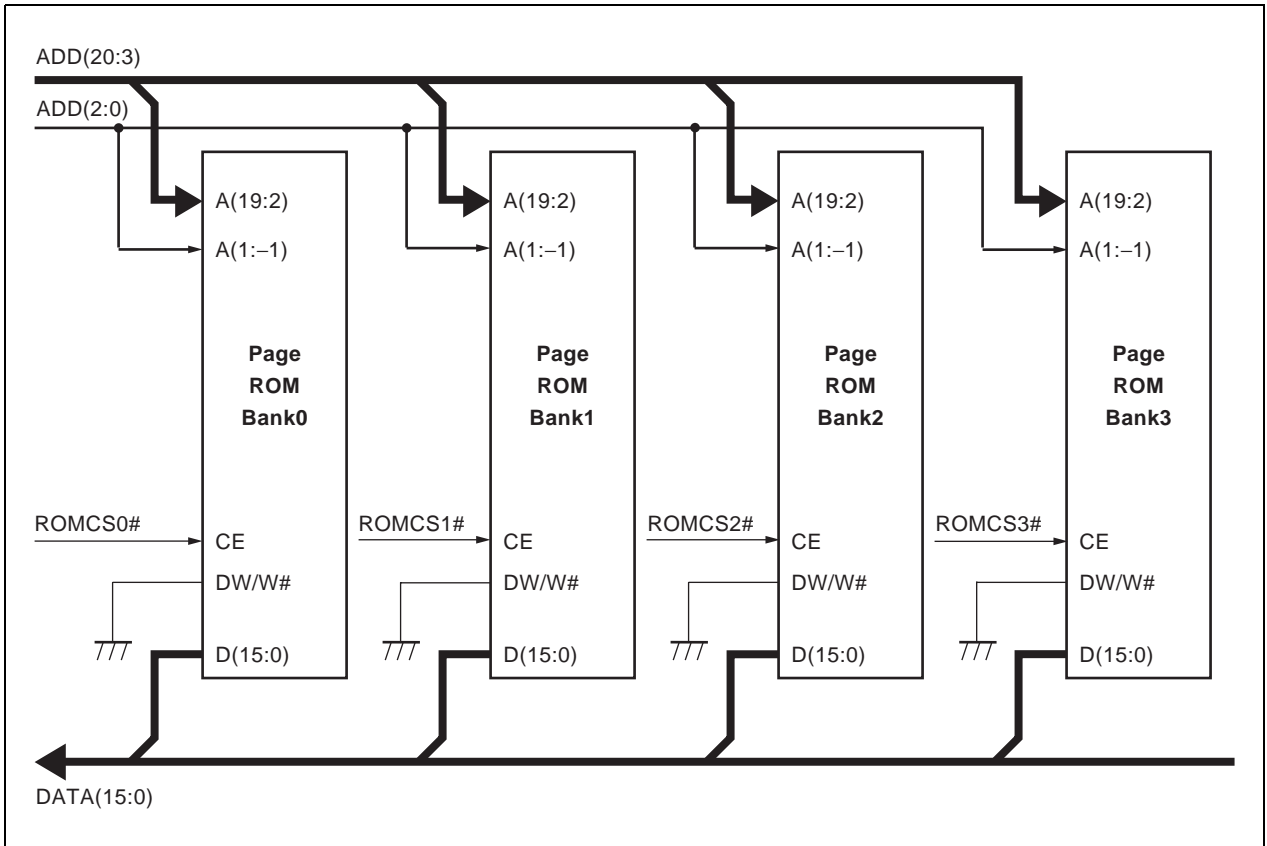 ADD(20:3)
ADD(2:0)
A(19:2)
A(1:−1)
Page
ROM
Bank0
ROMCS0#
CE
DW/W#
D(15:0)
A(19:2)
A(1:−1)
Page
ROM
Bank1
ROMCS1#
CE
DW/W#
D(15:0)
A(19:2)
A(1:−1)
Page
ROM
Bank2
ROMCS2#
CE
DW/W#
D(15:0)
A(19:2)
A(1:−1)
Page
ROM
Bank3
ROMCS3#
CE
DW/W#
D(15:0)
DATA(15:0)